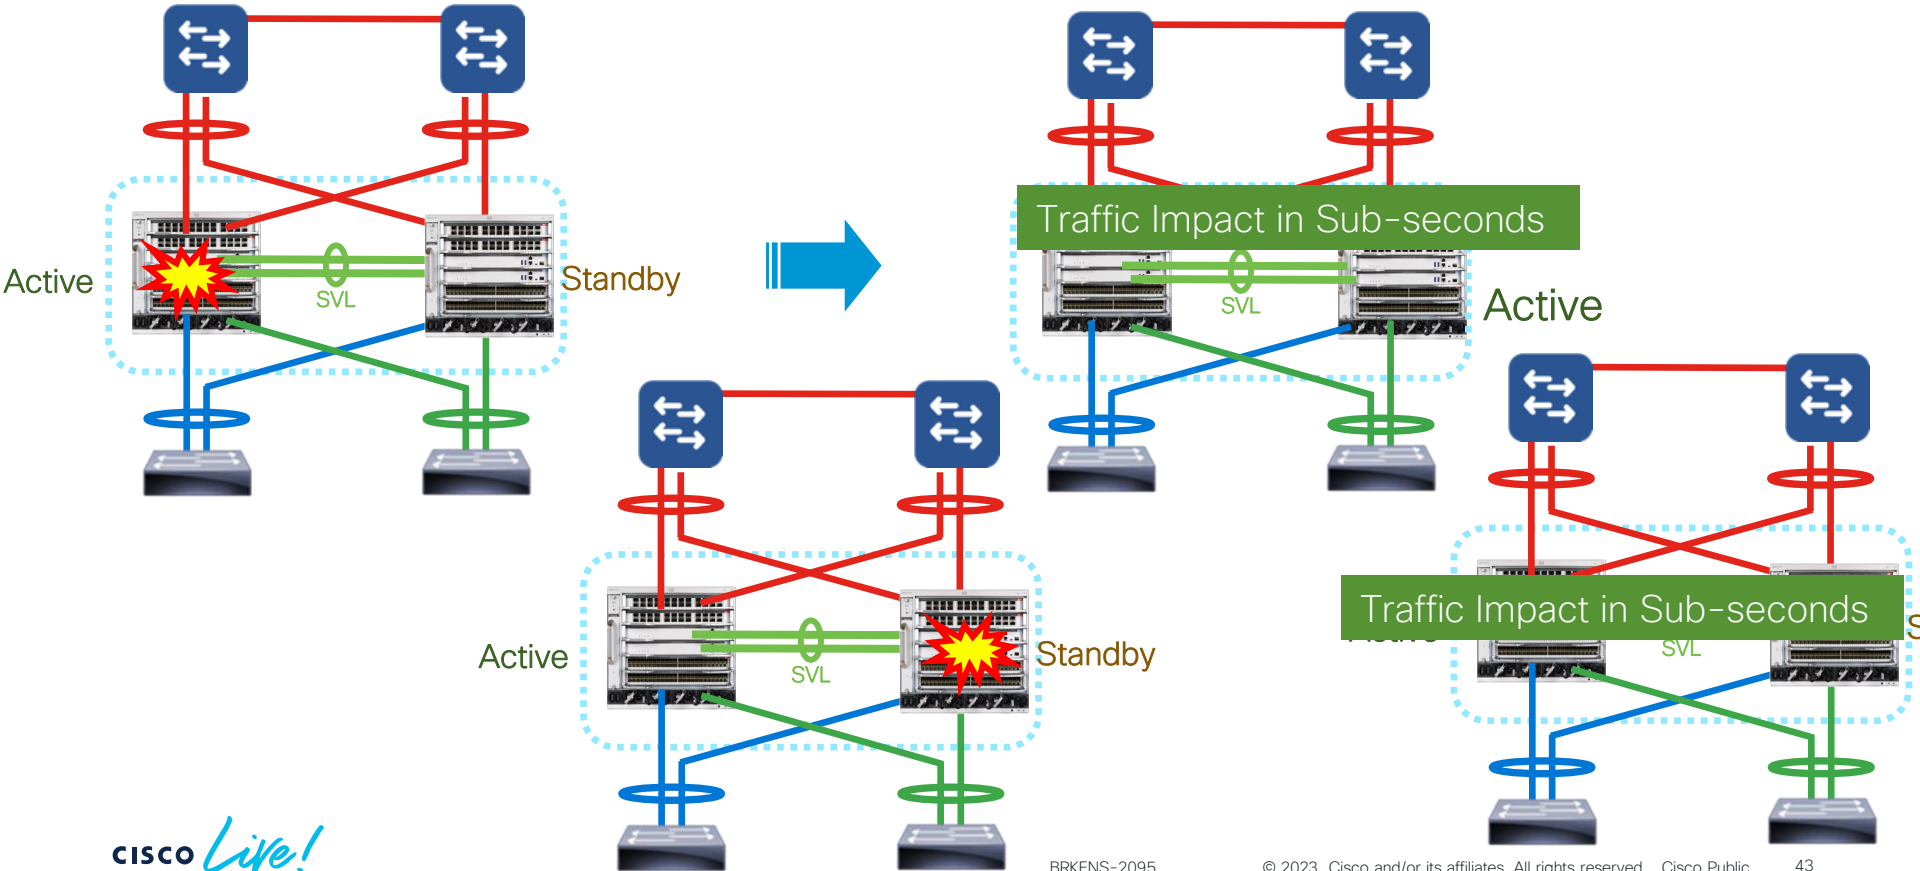 Traffic Impact in Sub-seconds
Active
SVL
Standby
SVL
Active
Traffic Impact in Sub-seconds
Active
SVL
Standby
SVL
CISCO Live!
BRKENS-2095
© 2023 Cisco and/or its affiliates. All rights reserved. Cisco Public
43